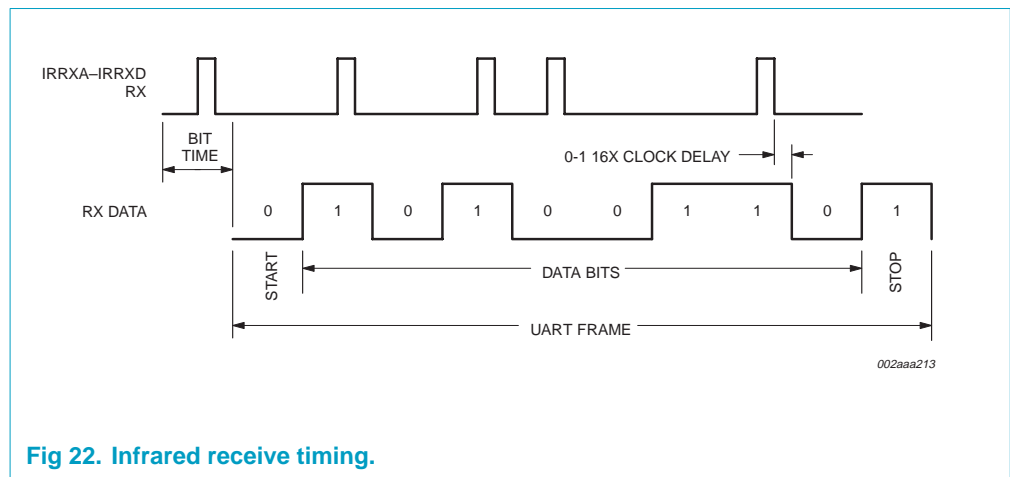 IRRXA–IRRXD
RX
BIT
TIME
0-1 16X CLOCK DELAY
RX DATA
0 1 0 1 0 0 1 1 0 1
START
DATA BITS
STOP
UART FRAME
002aaa213
Fig 22. Infrared receive timing.